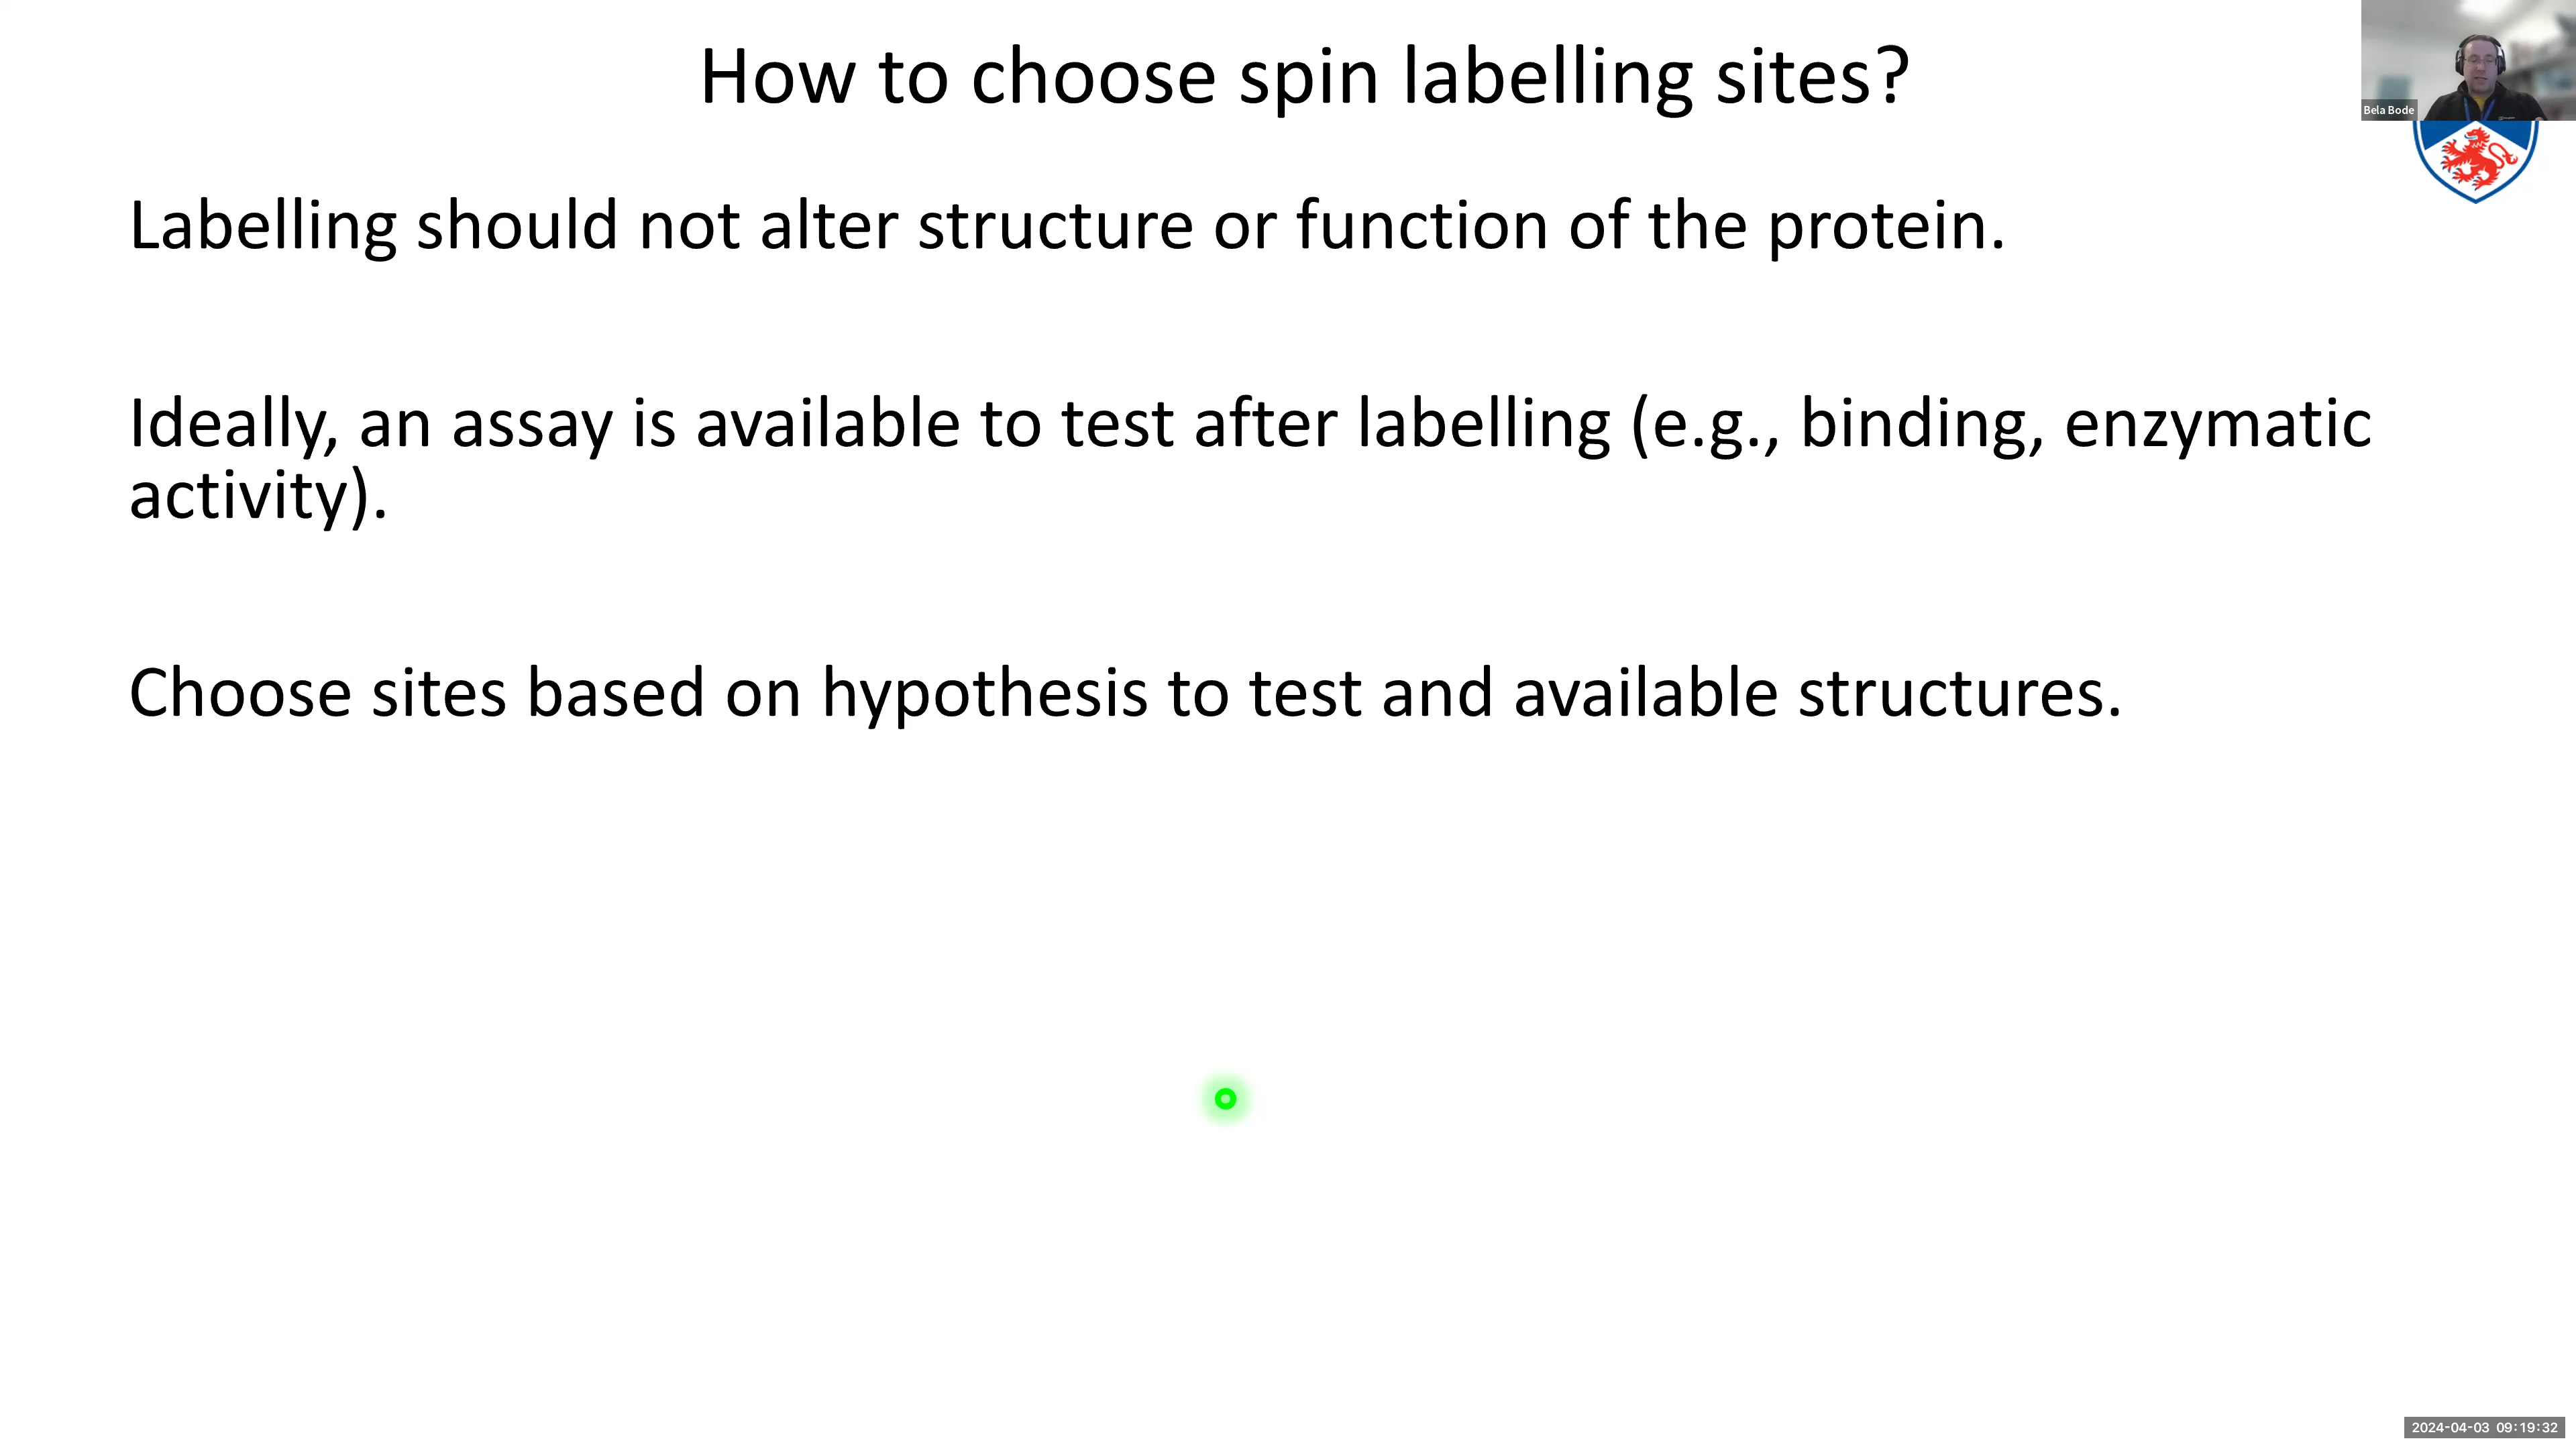 How to choose spin labelling sites?
Bela Bode
Labelling should not alter structure or function of the protein.
Ideally, an assay is available to test after labelling (e.g., binding, enzymatic
activity).
Choose sites based on hypothesis to test and available structures.
2024-04-03 09:19:32